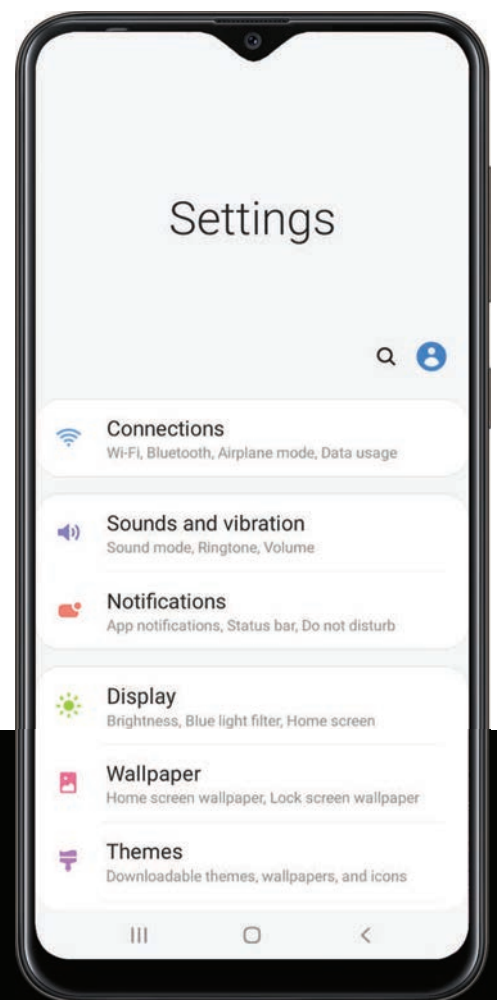 Settings
Connections
Wi-Fi, Bluetooth, Airplane mode, Data usage
Sounds and vibration
Sound mode, Ringtone, Volume
Notifications
App notifications, Status bar, Do not disturb
Display
Brightness, Blue light filter, Home screen
Wallpaper
Home screen wallpaper, Lock screen wallpaper
Themes
Downloadable themes, wallpapers, and icons